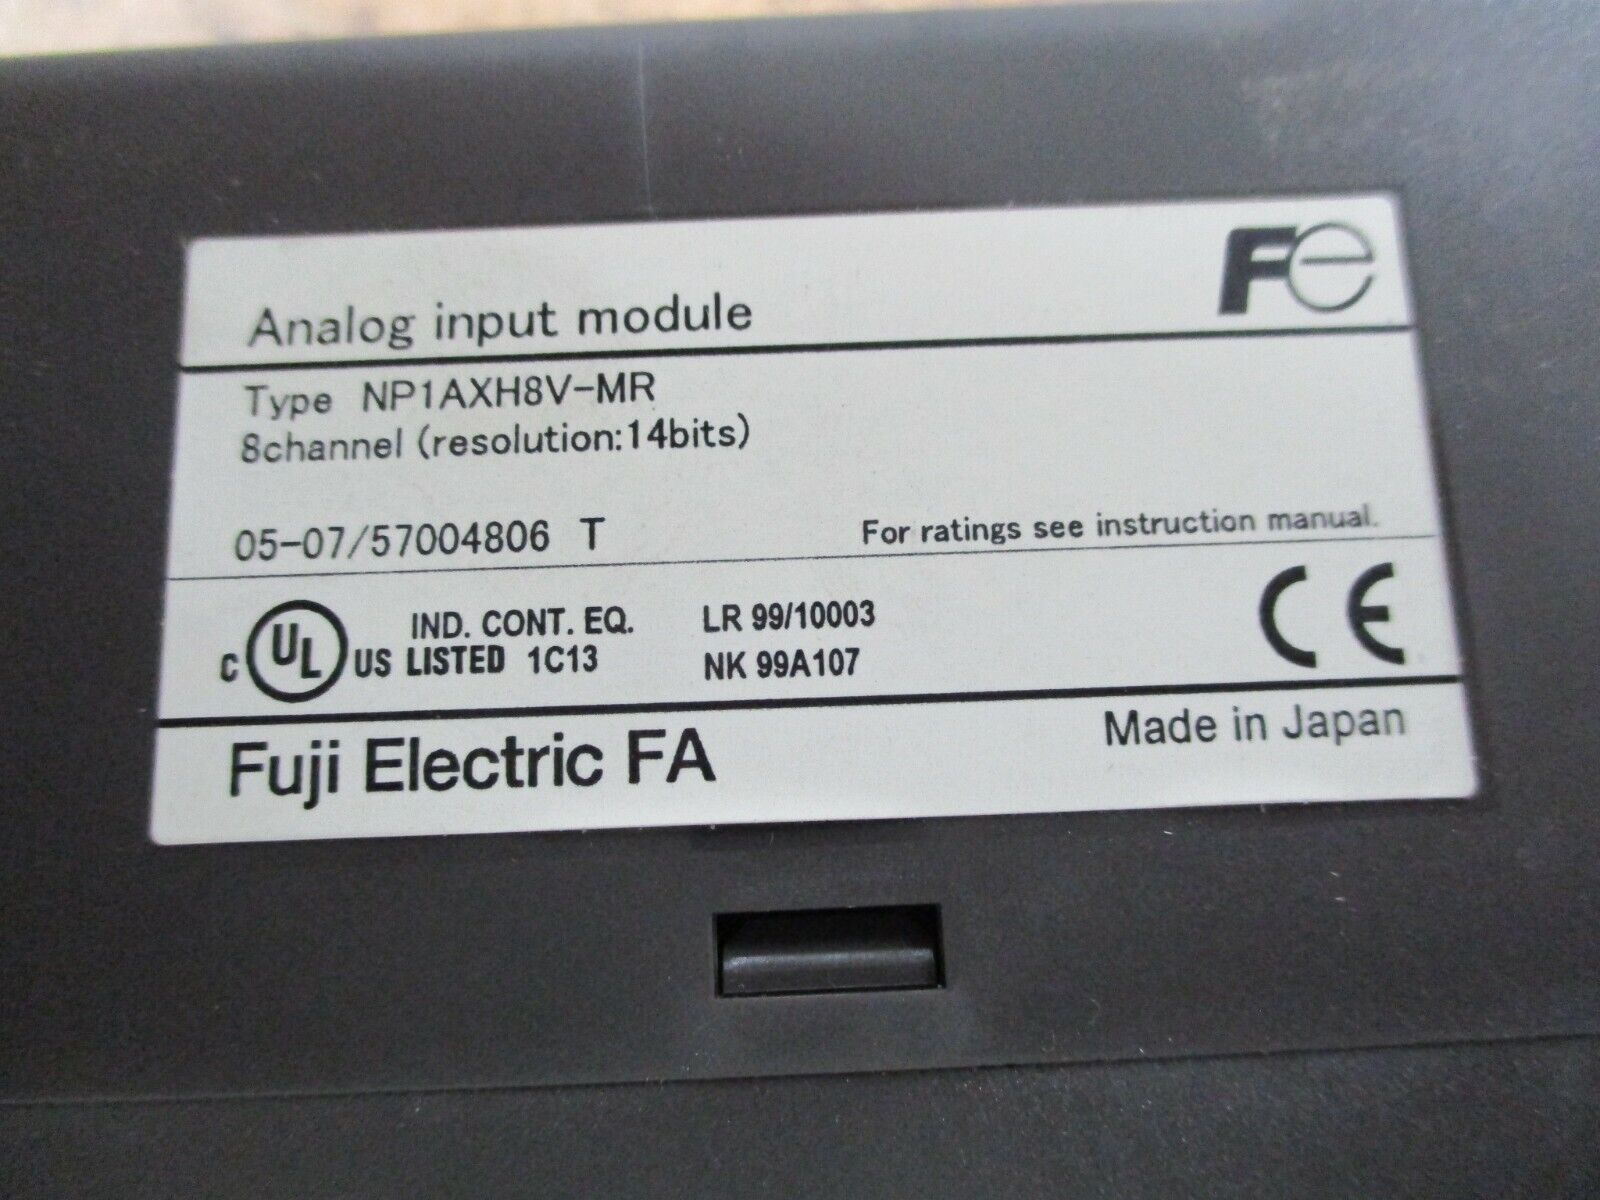 Fe
Analog input module
Type NP1AXH8V-MR
8channel (resolution:14bits)
05-07/57004806 T
For ratings see instruction manual.
C UL US IND. CONT. EQ.
LISTED 1C13
LR 99/10003
NK 99A107
CE
Fuji Electric FA
Made in Japan